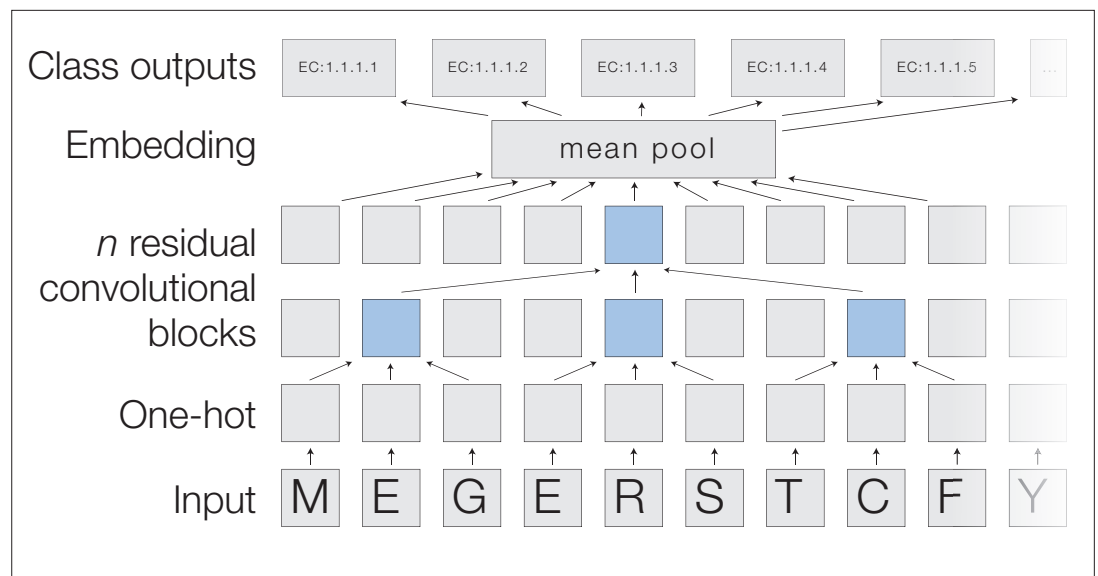 Class outputs
EC:1.1.1.1 EC:1.1.1.2 EC:1.1.1.3 EC:1.1.1.4 EC:1.1.1.5 ...
Embedding
mean pool
n residual
convolutional
blocks
One-hot
Input
M E G E R S T C F Y